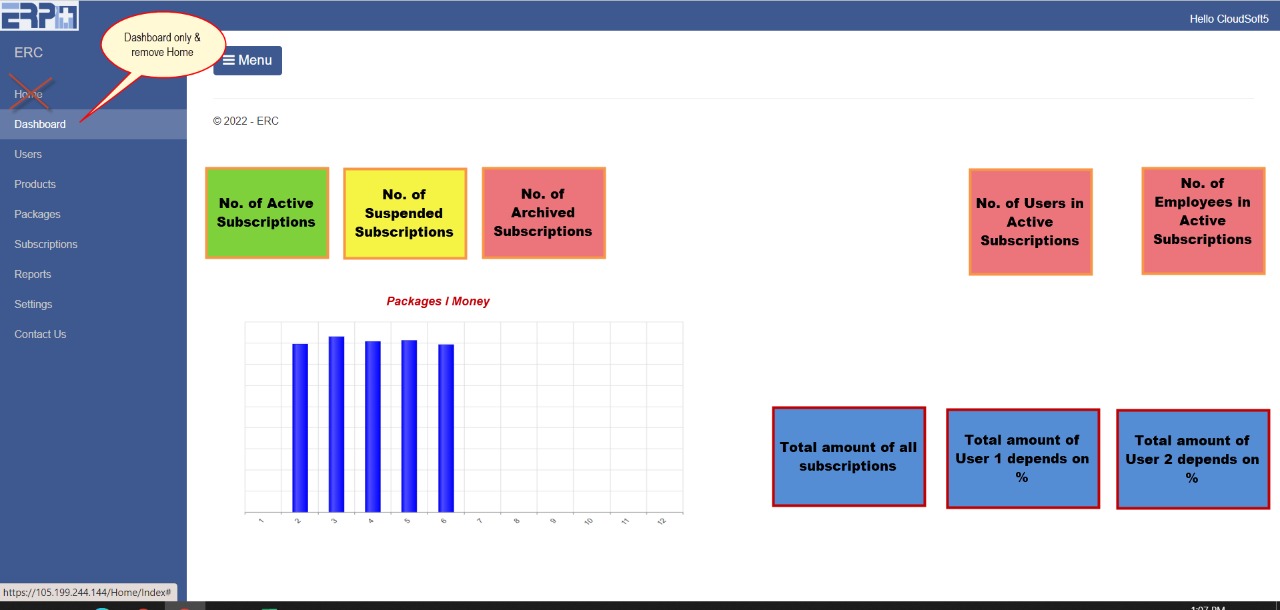 ERP
Hello CloudSoft5
Dashboard only &
remove Home
ERC
Menu
Home
Dashboard
© 2022 - ERC
Users
Products
Packages
Subscriptions
Reports
Settings
Contact Us
No. of Active
Subscriptions
No. of
Suspended
Subscriptions
No. of
Archived
Subscriptions
No. of Users in
Active
Subscriptions
No. of
Employees in
Active
Subscriptions
Packages / Money
1 2 3 4 5 6 7 8 9 10 11 12
Total amount of all
subscriptions
Total amount of
User 1 depends on
%
Total amount of
User 2 depends on
%
https://105.199.244.144/Home/Index#
1:07 PM